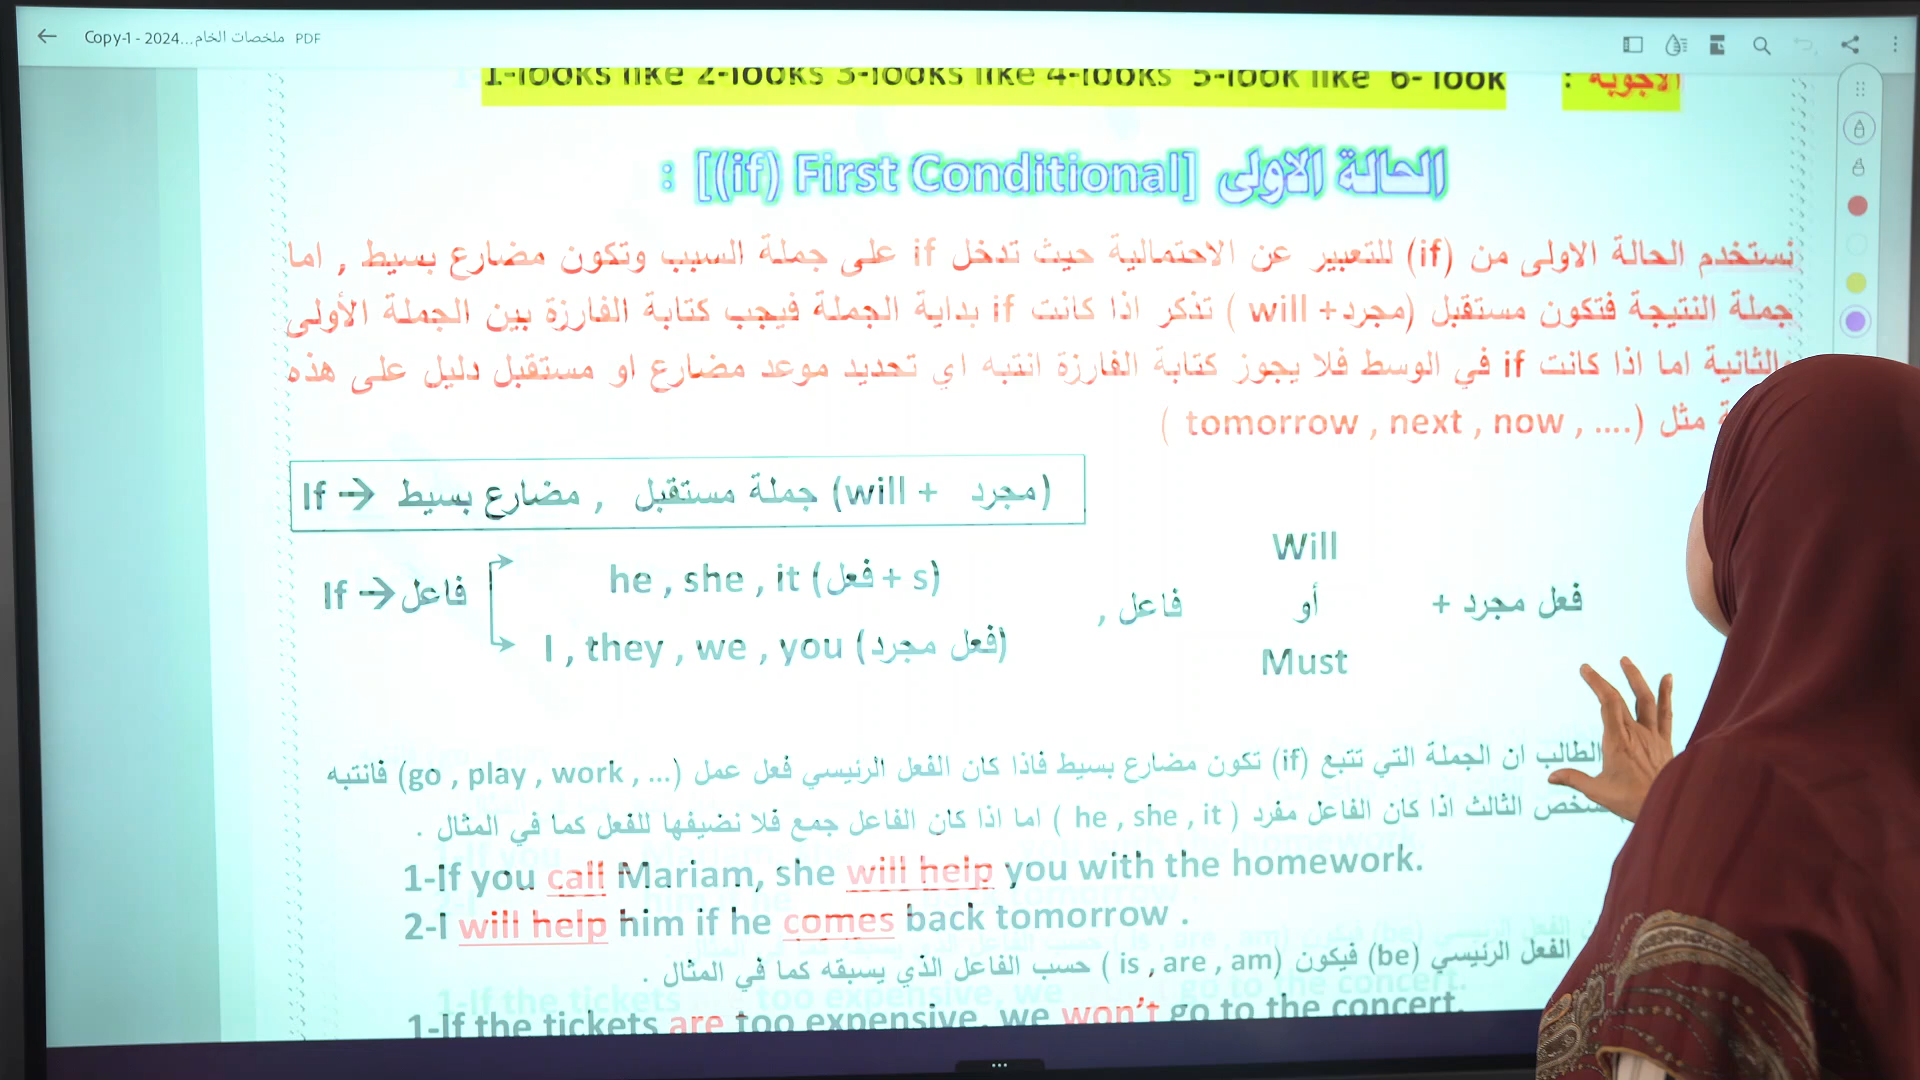 Copy-1 - 2024...ملخصات الخام PDF
1-looks like 2-looks 3-looks like 4-looks 5-look like 6- look الاجوبة :
الحالة الاولى [First Conditional (if)] :
نستخدم الحالة الاولى من (if) للتعبير عن الاحتمالية حيث تدخل if على جملة السبب وتكون مضارع بسيط , اما
جملة النتيجة فتكون مستقبل (مجرد+ will ) تذكر اذا كانت if بداية الجملة فيجب كتابة الفارزة بين الجملة الأولى
والثانية اما اذا كانت if في الوسط فلا يجوز كتابة الفارزة انتبه اي تحديد موعد مضارع او مستقبل دليل على هذه
مثل (.... , tomorrow , next , now )
If → مضارع بسيط , جملة مستقبل (will + مجرد)
If → فاعل
he , she , it (فعل + s)
I , they , we , you (فعل مجرد)
, فاعل
Will
أو
Must
+ فعل مجرد
الطالب ان الجملة التي تتبع (if) تكون مضارع بسيط فاذا كان الفعل الرئيسي فعل عمل (go , play , work , ...) فانتبه
الثالث اذا كان الفاعل مفرد ( he , she , it ) اما اذا كان الفاعل جمع فلا نضيفها للفعل كما في المثال .
1-If you call Mariam, she will help you with the homework.
2-I will help him if he comes back tomorrow .
الفعل الرئيسي (be) فيكون (is , are , am ) حسب الفاعل الذي يسبقه كما في المثال .
1-If the tickets are too expensive, we won't go to the concert.